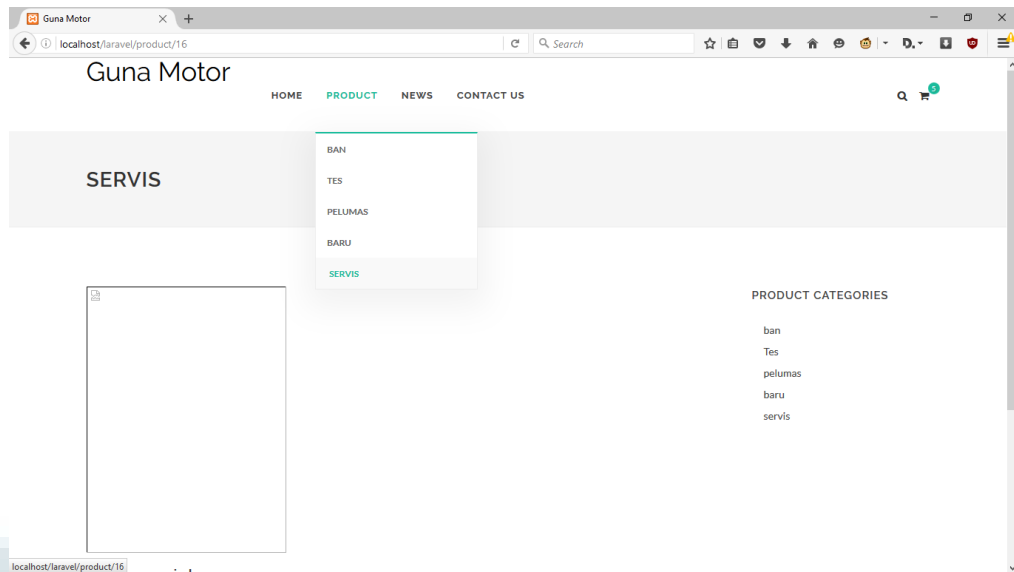 Guna Motor
localhost/laravel/product/16
Search
Guna Motor
HOME PRODUCT NEWS CONTACT US
5
BAN
TES
PELUMAS
BARU
SERVIS
SERVIS
PRODUCT CATEGORIES
ban
Tes
pelumas
baru
servis
localhost/laravel/product/16